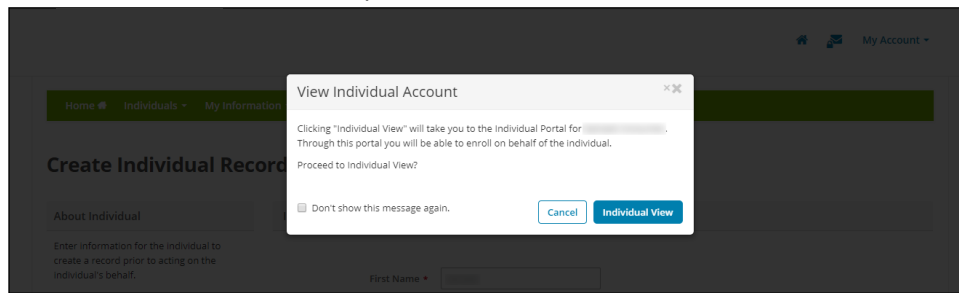 My Account
Home Individuals My Information
View Individual Account
Clicking "Individual View" will take you to the Individual Portal for .
Through this portal you will be able to enroll on behalf of the individual.
Proceed to Individual View?
Don't show this message again.
Cancel Individual View
Create Individual Record
About Individual
Enter information for the individual to
create a record prior to acting on the
individual's behalf.
First Name *